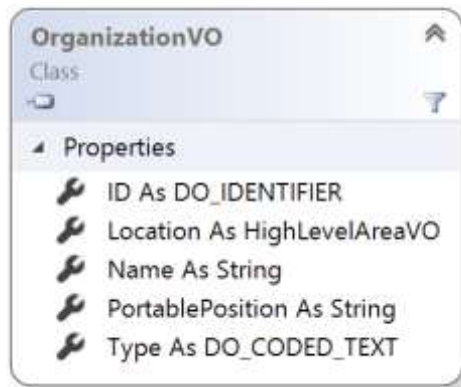 OrganizationVO
Class
Properties
ID As DO_IDENTIFIER
Location As HighLevelAreaVO
Name As String
PortablePosition As String
Type As DO_CODED_TEXT